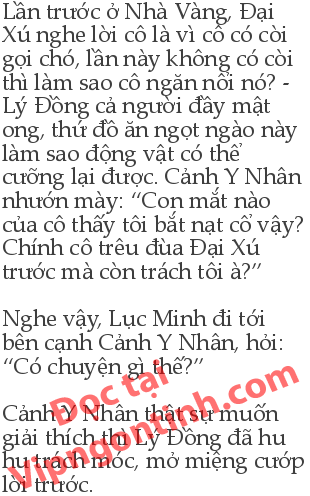 Lần trước ở Nhà Vàng, Đại
Xú nghe lời cô là vì cô có còi
gọi chó, lần này không có còi
thì làm sao cô ngăn nổi nó? -
Lý Đồng cả người đầy mật
ong, thứ đồ ăn ngọt ngào này
làm sao động vật có thể
cưỡng lại được. Cảnh Y Nhân
nhướn mày: “Con mắt nào
của cô thấy tôi bắt nạt cổ vậy?
Chính cô trêu đùa Đại Xú
trước mà còn trách tôi à?”
Nghe vậy, Lục Minh đi tới
bên cạnh Cảnh Y Nhân, hỏi:
“Có chuyện gì thế?”
Cảnh Y Nhân thật sự muốn
giải thích thì Lý Đồng đã hu
hu trách móc, mở miệng cướp
lời trước.
Đọc tại
Vipngontinh.com